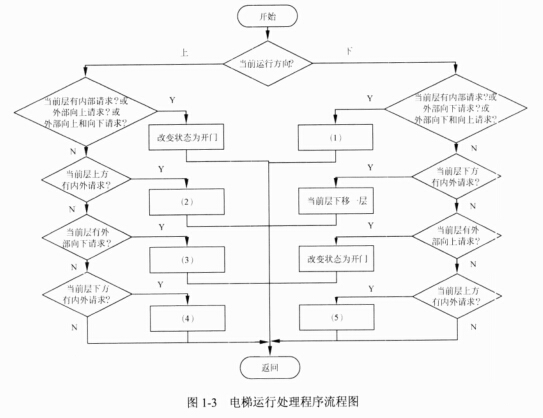 开始
当前运行方向?
上
下
当前层有内部请求?或
外部向上请求?或
外部向上和向下请求?
Y
N
改变状态为开门
当前层有内部请求?或
外部向下请求?或
外部向下和向上请求?
Y
N
(1)
当前层上方
有内外请求?
Y
N
(2)
当前层下方
有内外请求?
Y
N
当前层下移一层
当前层有外
部向下请求?
Y
N
(3)
当前层有外
部向上请求?
Y
N
改变状态为开门
当前层下方
有内外请求?
Y
N
(4)
当前层上方
有内外请求?
Y
N
(5)
返回
图 1-3 电梯运行处理程序流程图